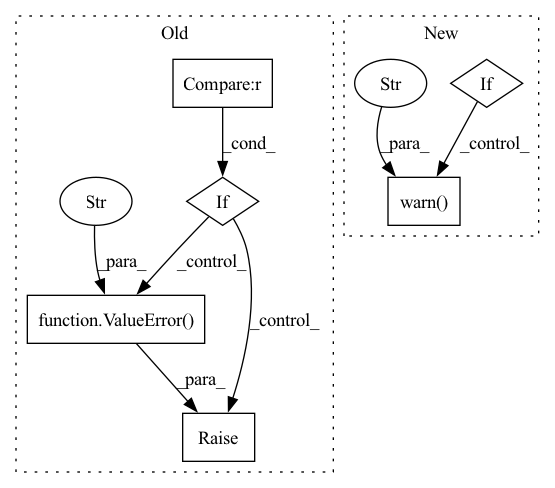 Old
New
Compare:r
Str
If
_cond_
_para_
_control_
Str
If
warn()
_para_
_control_
function.ValueError()
_control_
_para_
Raise